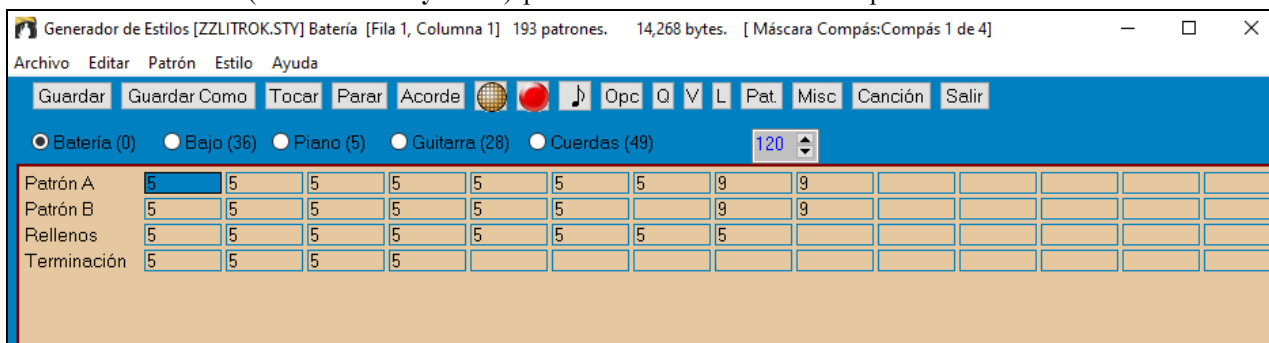 Generador de Estilos [ZZLITROK.STY] Batería [Fila 1, Columna 1] 193 patrones. 14,268 bytes. [ Máscara Compás:Compás 1 de 4]
Archivo Editar Patrón Estilo Ayuda
Guardar Guardar Como Tocar Parar Acorde Opc Q V L Pat. Misc Canción Salir
Batería (0) Bajo (36) Piano (5) Guitarra (28) Cuerdas (49) 120
Patrón A 5 5 5 5 5 5 5 9 9
Patrón B 5 5 5 5 5 5 9 9
Rellenos 5 5 5 5 5 5 5 5
Terminación 5 5 5 5